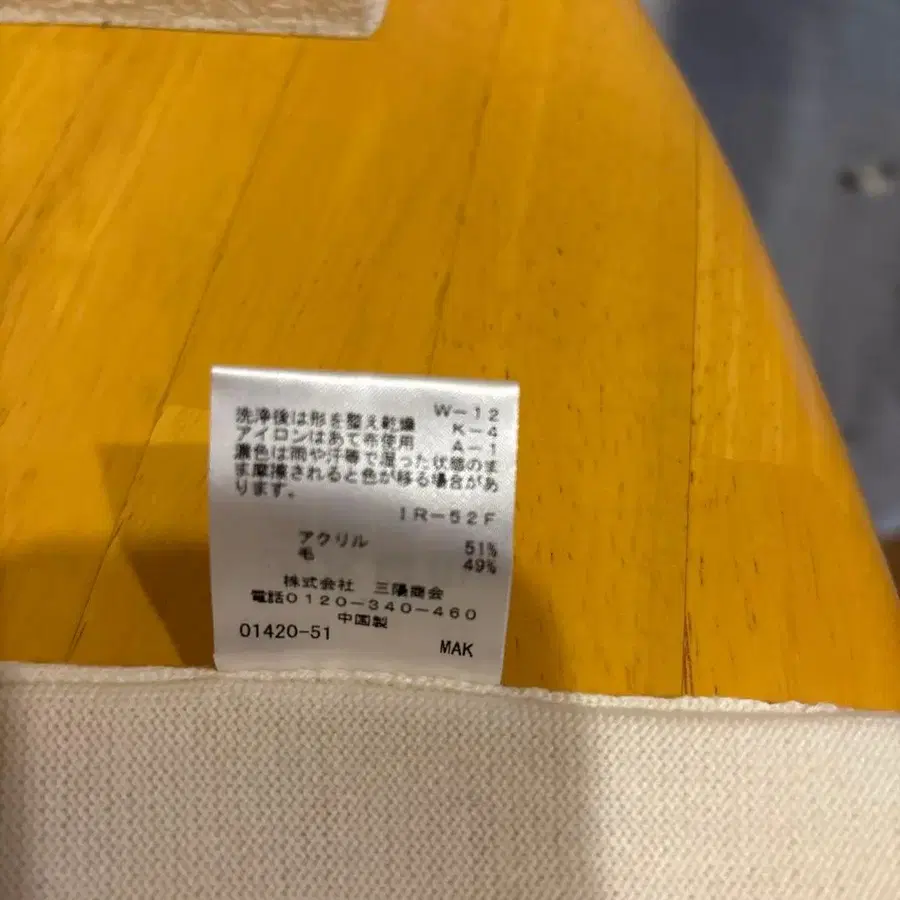 洗浄後は形を整え乾燥 W-12
アイロンはあて布使用 K-4
A-1
濃色は雨や汗等で湿った状態のま
ま摩擦されると色が移る場合があ
ります。
IR-52F
アクリル 51%
毛 49%
株式会社 三陽商会
電話0120-340-460
中国製
01420-51 MAK